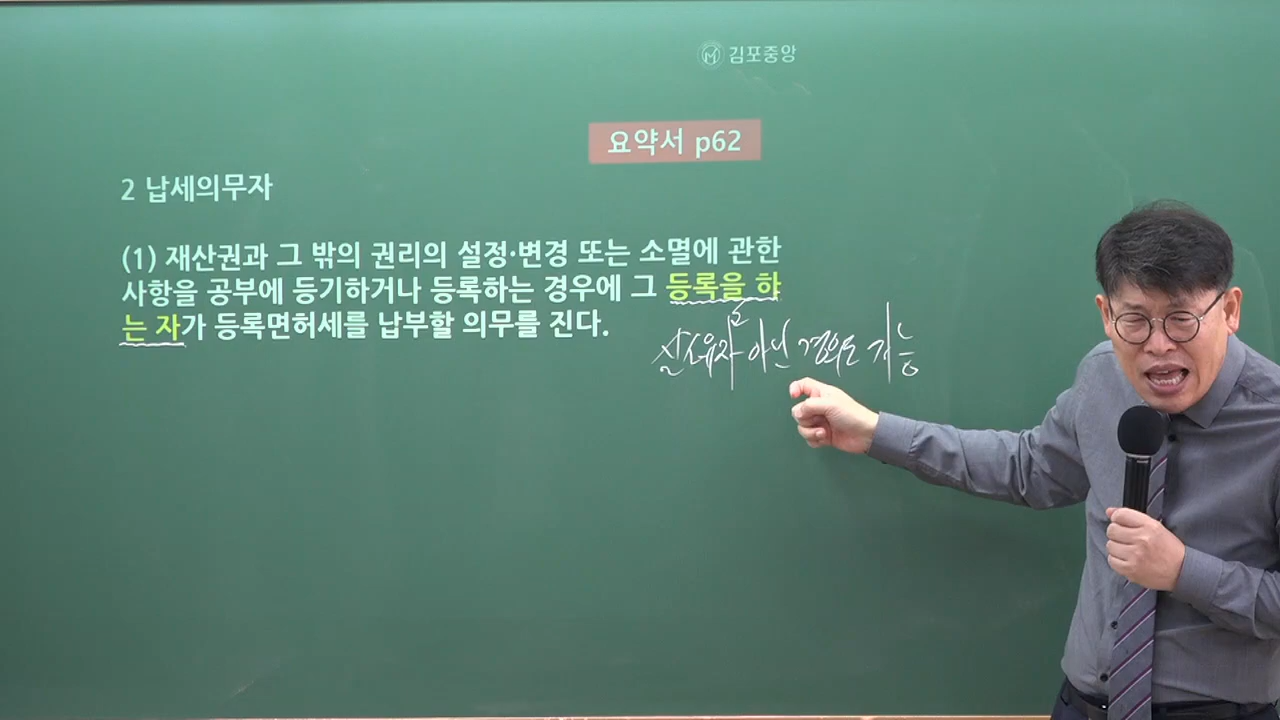 김포중앙
요약서 p62
2 납세의무자
(1) 재산권과 그 밖의 권리의 설정·변경 또는 소멸에 관한
사항을 공부에 등기하거나 등록하는 경우에 그 등록을 하
는 자가 등록면허세를 납부할 의무를 진다.
실소유자 아닌 경우도 가능